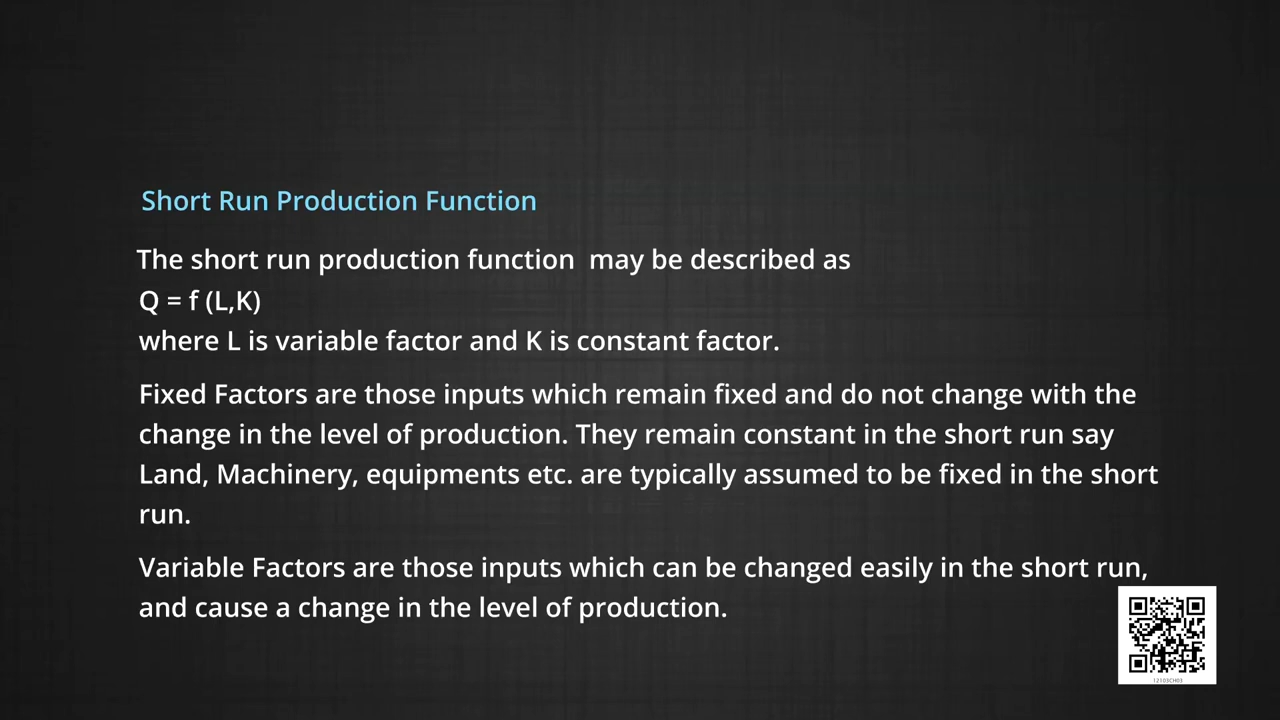 Short Run Production Function
The short run production function may be described as
Q = f (L,K)
where L is variable factor and K is constant factor.
Fixed Factors are those inputs which remain fixed and do not change with the
change in the level of production. They remain constant in the short run say
Land, Machinery, equipments etc. are typically assumed to be fixed in the short
run.
Variable Factors are those inputs which can be changed easily in the short run,
and cause a change in the level of production.
12103CH03